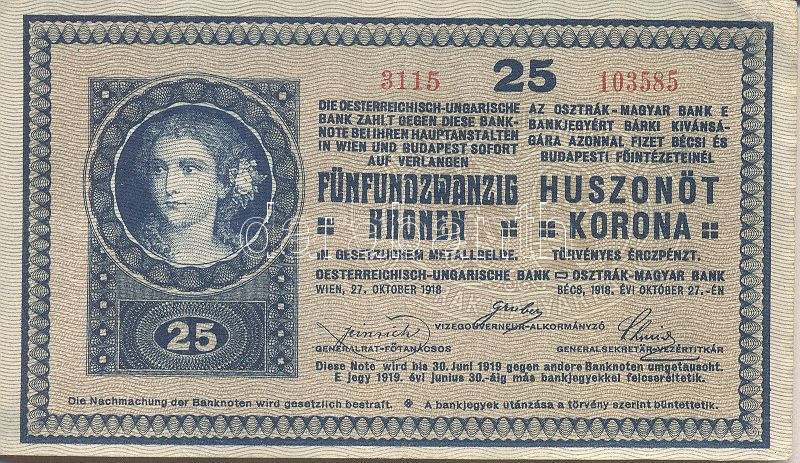 3115 25 103585
DIE OESTERREICHISCH-UNGARISCHE
BANK ZAHLT GEGEN DIESE BANK-
NOTE BEI IHREN HAUPTANSTALTEN
IN WIEN UND BUDAPEST SOFORT
AUF VERLANGEN
FÜNFUNDZWANZIG
KRONEN
IN GESETZLICHEM METALLGELDE.
AZ OSZTRÁK-MAGYAR BANK E
BANKJEGYÉRT BÁRKI KIVÁNSÁ-
GÁRA AZONNAL FIZET BÉCSI ÉS
BUDAPESTI FŐINTÉZETEINÉL
HUSZONÖT
KORONA
TÖRVÉNYES ÉRCZPÉNZT.
OESTERREICHISCH-UNGARISCHE BANK OSZTRÁK-MAGYAR BANK
WIEN, 27. OKTOBER 1918
BÉCS, 1918. ÉVI OKTÓBER 27.-ÉN
Gruber
VIZEGOUVERNEUR-ALKORMÁNYZÓ
GENERALRAT-FŐTANÁCSOS
GENERALSEKRETÄR-VEZÉRTITKÁR
25
Diese Note wird bis 30. Juni 1919 gegen andere Banknoten umgetauscht.
E jegy 1919. évi junius 30.-áig más bankjegyekkel felcseréltetik.
Die Nachmachung der Banknoten wird gesetzlich bestraft. A bankjegyek utánzása a törvény szerint büntettetik.
darabanth